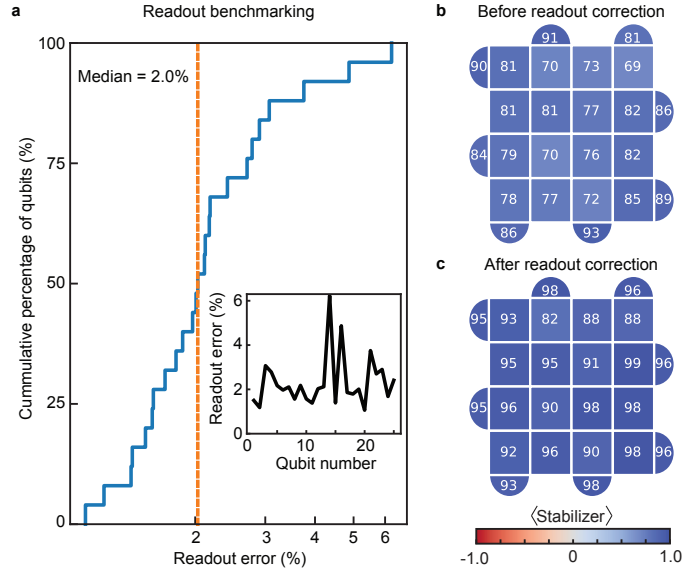 a
Readout benchmarking
Cummulative percentage of qubits (%)
100
75
50
25
0
Median = 2.0%
2
3
4
5
6
Readout error (%)
Readout error (%)
6
4
2
0
0
10
20
Qubit number
b
Before readout correction
91 81
90 81 70 73 69
81 81 77 82 86
84 79 70 76 82
78 77 72 85 89
86 93
c
After readout correction
98 96
95 93 82 88 88
95 95 91 99 96
95 96 90 98 98
92 96 90 98 96
93 98
⟨Stabilizer⟩
-1.0 0 1.0